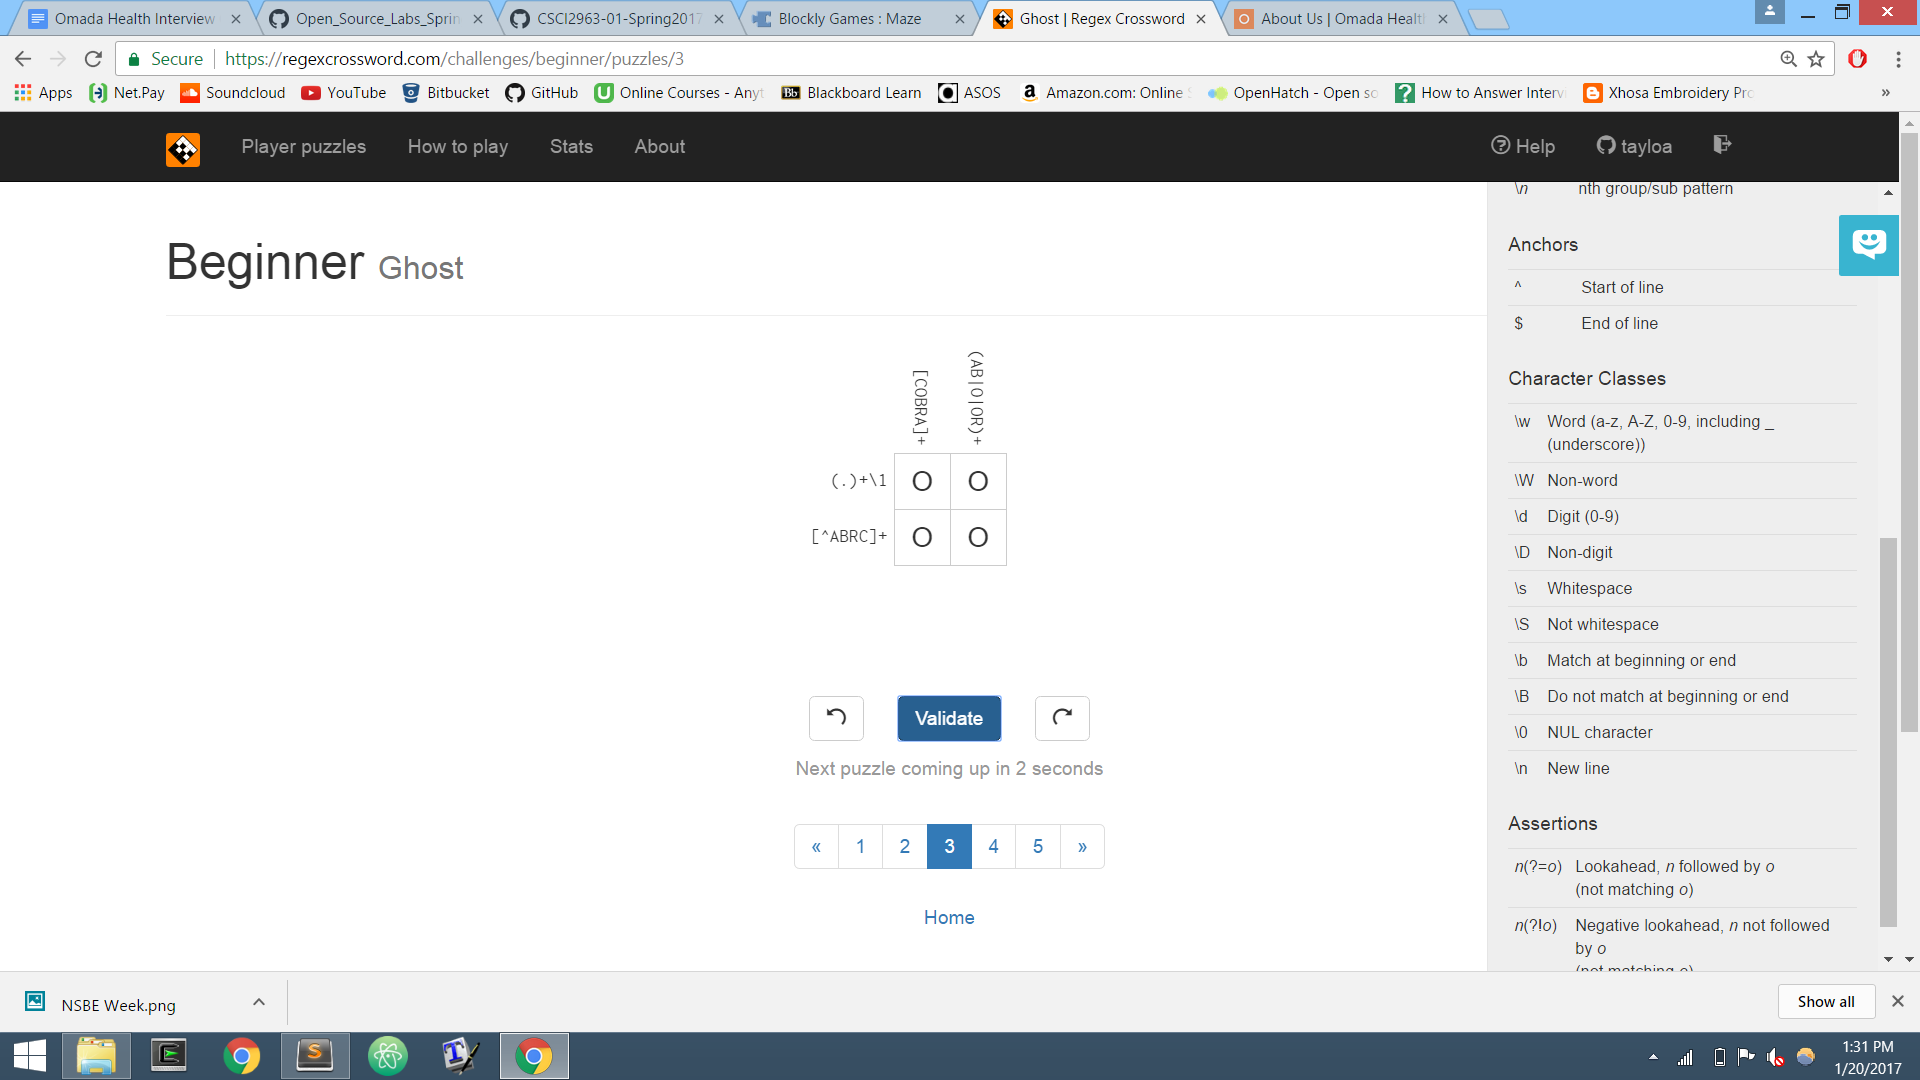 Omada Health Interview
Open_Source_Labs_Sprin
CSCI2963-01-Spring2017
Blockly Games : Maze
Ghost | Regex Crossword
About Us | Omada Healt
Secure
https://regexcrossword.com/challenges/beginner/puzzles/3
Apps
Net.Pay
Soundcloud
YouTube
Bitbucket
GitHub
Online Courses - Anyt
Bb Blackboard Learn
ASOS
Amazon.com: Online S
OpenHatch - Open so
How to Answer Interv
Xhosa Embroidery Pro
»
Player puzzles
How to play
Stats
About
Help
tayloa
Beginner Ghost
[COBRA]+
(AB|O|OR)+
(.)+\1
O O
[^ABRC]+
O O
Validate
Next puzzle coming up in 2 seconds
« 1 2 3 4 5 »
Home
\n nth group/sub pattern
Anchors
^ Start of line
$ End of line
Character Classes
\w Word (a-z, A-Z, 0-9, including _
(underscore))
\W Non-word
\d Digit (0-9)
\D Non-digit
\s Whitespace
\S Not whitespace
\b Match at beginning or end
\B Do not match at beginning or end
\0 NUL character
\n New line
Assertions
n(?=o) Lookahead, n followed by o
(not matching o)
n(?!o) Negative lookahead, n not followed
by o
(not matching o)
NSBE Week.png
Show all
1:31 PM
1/20/2017